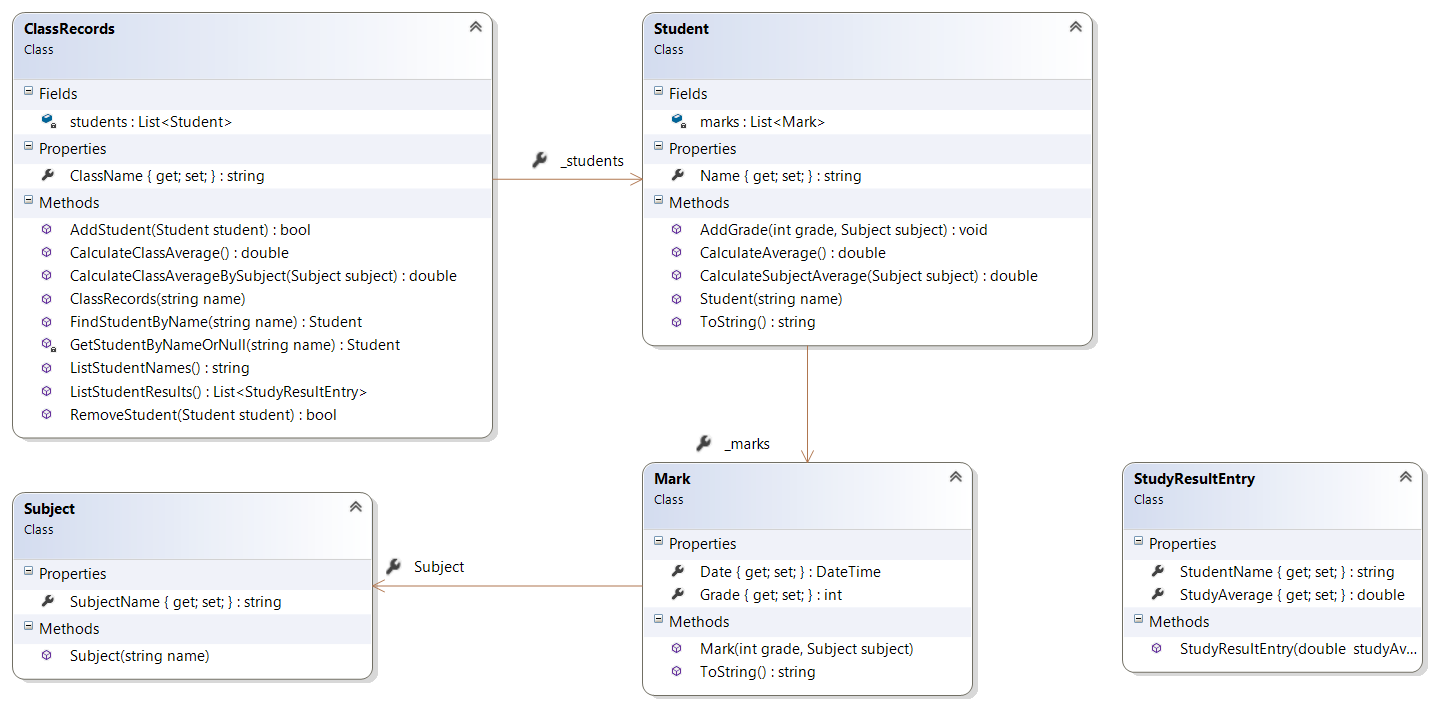 ClassRecords
Class
Fields
students : List<Student>
Properties
ClassName { get; set; } : string
Methods
AddStudent(Student student) : bool
CalculateClassAverage() : double
CalculateClassAverageBySubject(Subject subject) : double
ClassRecords(string name)
FindStudentByName(string name) : Student
GetStudentByNameOrNull(string name) : Student
ListStudentNames() : string
ListStudentResults() : List<StudyResultEntry>
RemoveStudent(Student student) : bool
_students
Student
Class
Fields
marks : List<Mark>
Properties
Name { get; set; } : string
Methods
AddGrade(int grade, Subject subject) : void
CalculateAverage() : double
CalculateSubjectAverage(Subject subject) : double
Student(string name)
ToString() : string
_marks
Subject
Class
Properties
SubjectName { get; set; } : string
Methods
Subject(string name)
Subject
Mark
Class
Properties
Date { get; set; } : DateTime
Grade { get; set; } : int
Methods
Mark(int grade, Subject subject)
ToString() : string
StudyResultEntry
Class
Properties
StudentName { get; set; } : string
StudyAverage { get; set; } : double
Methods
StudyResultEntry(double studyAv...